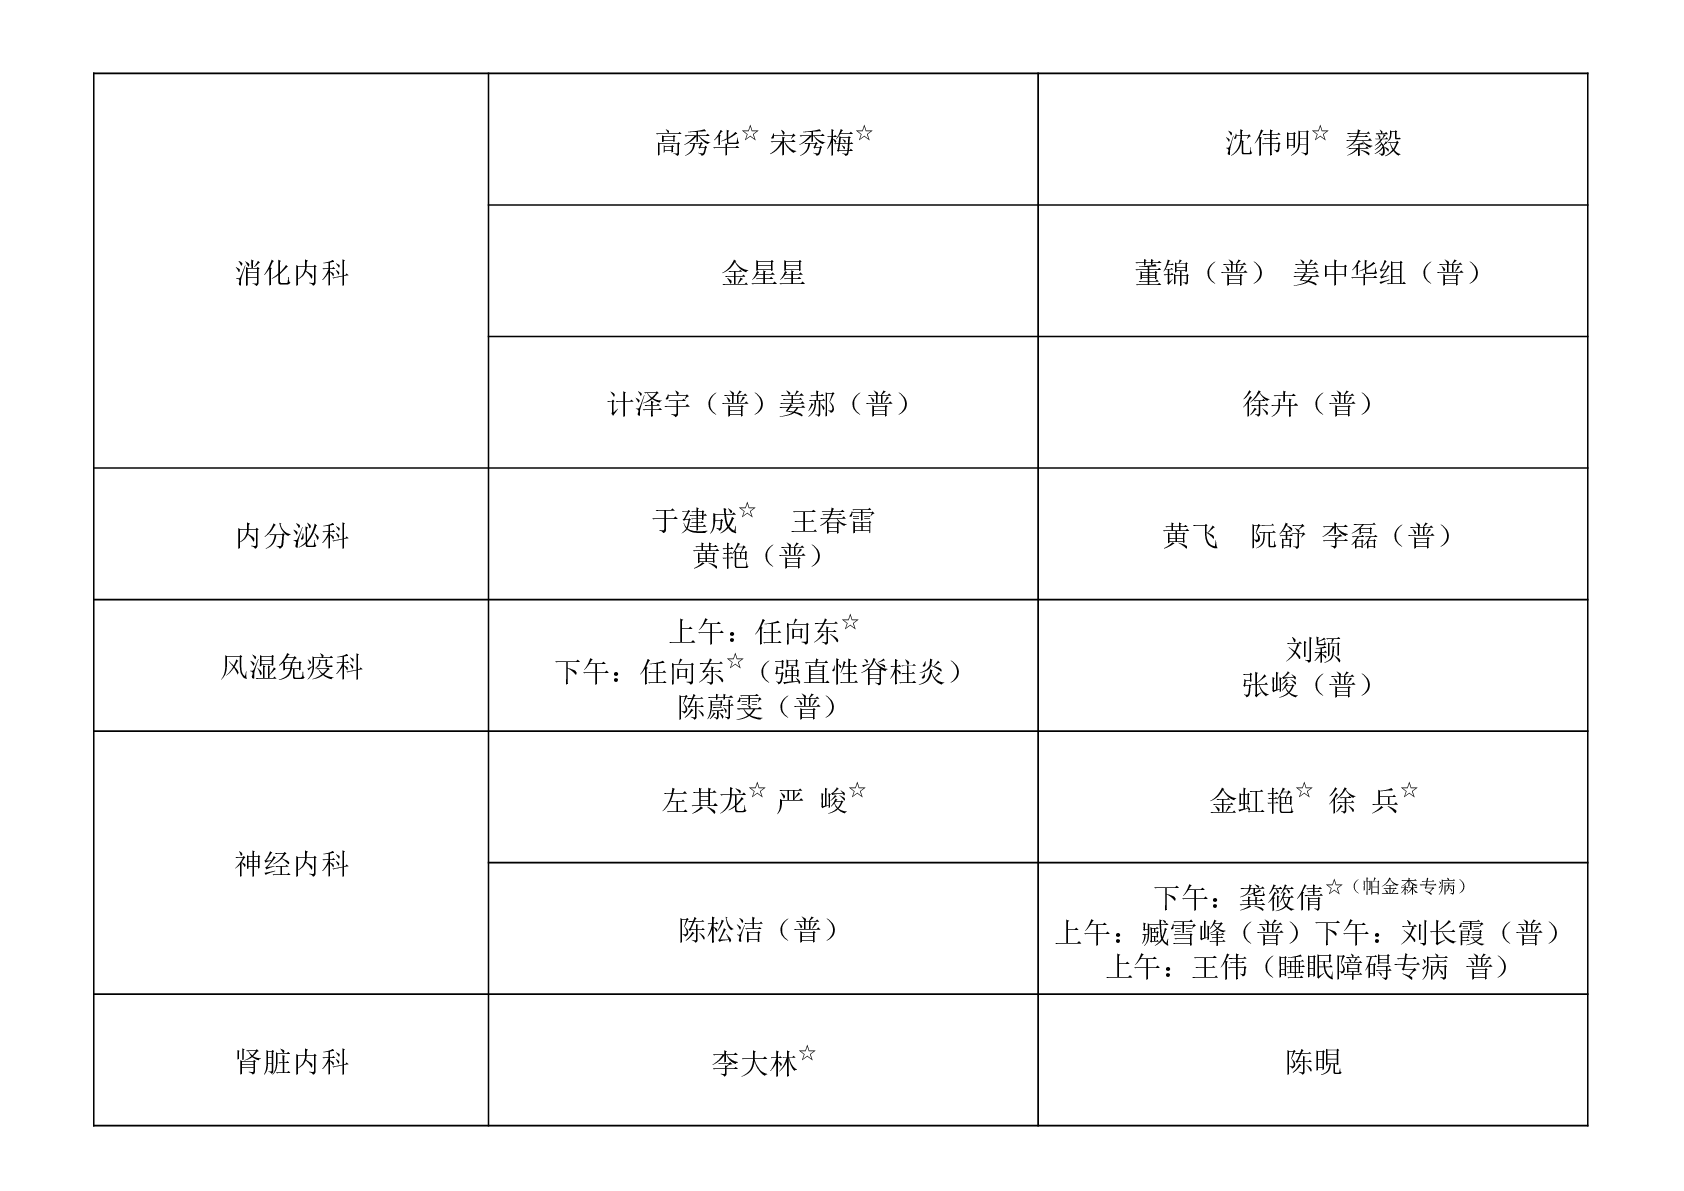 消化内科
高秀华☆ 宋秀梅☆
沈伟明☆ 秦毅
金星星
董锦（普） 姜中华组（普）
计泽宇（普）姜郝（普）
徐卉（普）
内分泌科
于建成☆ 王春雷
黄艳（普）
黄飞 阮舒 李磊（普）
风湿免疫科
上午：任向东☆
下午：任向东☆（强直性脊柱炎）
陈蔚雯（普）
刘颖
张峻（普）
神经内科
左其龙☆ 严 峻☆
金虹艳☆ 徐 兵☆
陈松洁（普）
下午：龚筱倩☆（帕金森专病）
上午：臧雪峰（普）下午：刘长霞（普）
上午：王伟（睡眠障碍专病 普）
肾脏内科
李大林☆
陈晛